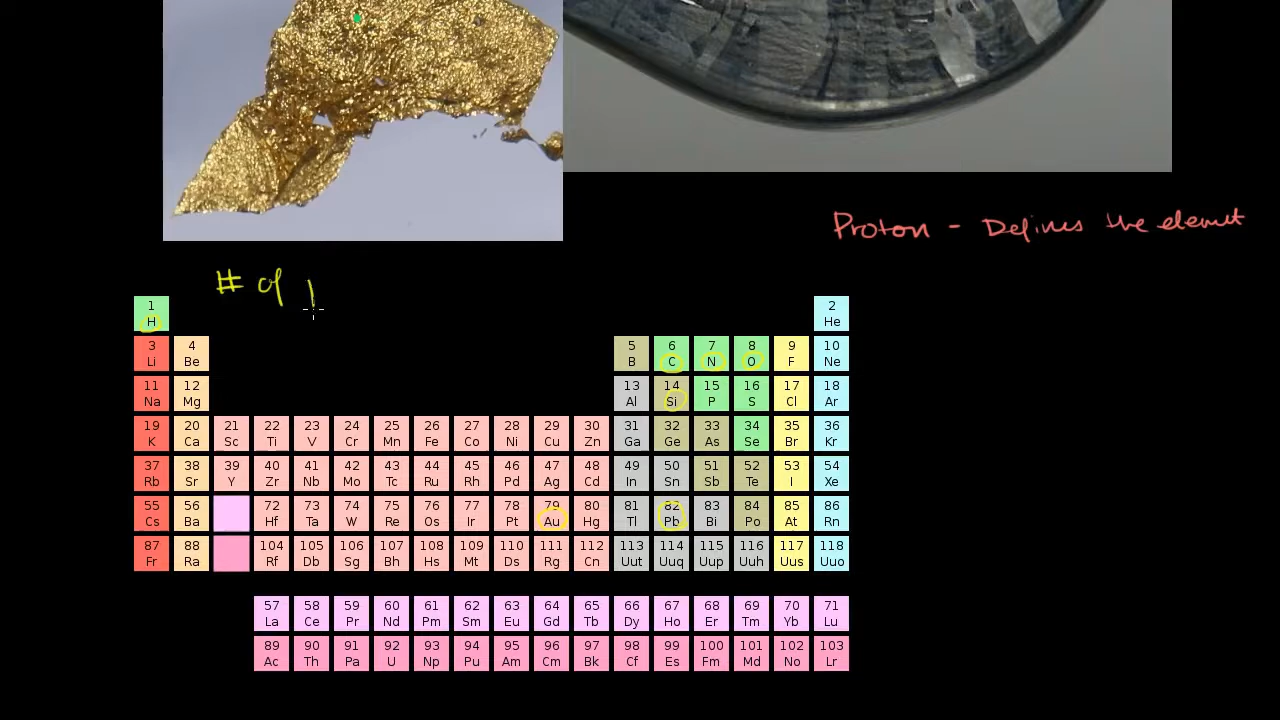 Proton - Defines the elemet
# of
1 2
H He
3 4 5 6 7 8 9 10
Li Be B C N O F Ne
11 12 13 14 15 16 17 18
Na Mg Al Si P S Cl Ar
19 20 21 22 23 24 25 26 27 28 29 30 31 32 33 34 35 36
K Ca Sc Ti V Cr Mn Fe Co Ni Cu Zn Ga Ge As Se Br Kr
37 38 39 40 41 42 43 44 45 46 47 48 49 50 51 52 53 54
Rb Sr Y Zr Nb Mo Tc Ru Rh Pd Ag Cd In Sn Sb Te I Xe
55 56 72 73 74 75 76 77 78 79 80 81 82 83 84 85 86
Cs Ba Hf Ta W Re Os Ir Pt Au Hg Tl Pb Bi Po At Rn
87 88 104 105 106 107 108 109 110 111 112 113 114 115 116 117 118
Fr Ra Rf Db Sg Bh Hs Mt Ds Rg Cn Uut Uuq Uup Uuh Uus Uuo
57 58 59 60 61 62 63 64 65 66 67 68 69 70 71
La Ce Pr Nd Pm Sm Eu Gd Tb Dy Ho Er Tm Yb Lu
89 90 91 92 93 94 95 96 97 98 99 100 101 102 103
Ac Th Pa U Np Pu Am Cm Bk Cf Es Fm Md No Lr